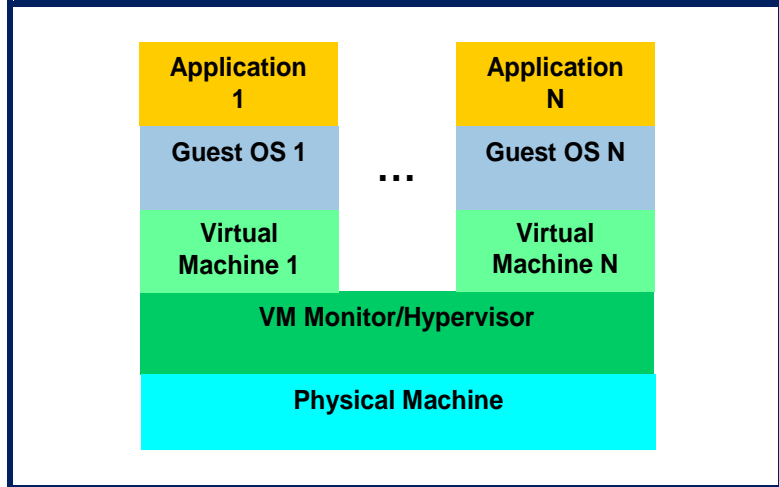 Application
1
Application
N
Guest OS 1
Guest OS N
...
Virtual
Machine 1
Virtual
Machine N
VM Monitor/Hypervisor
Physical Machine